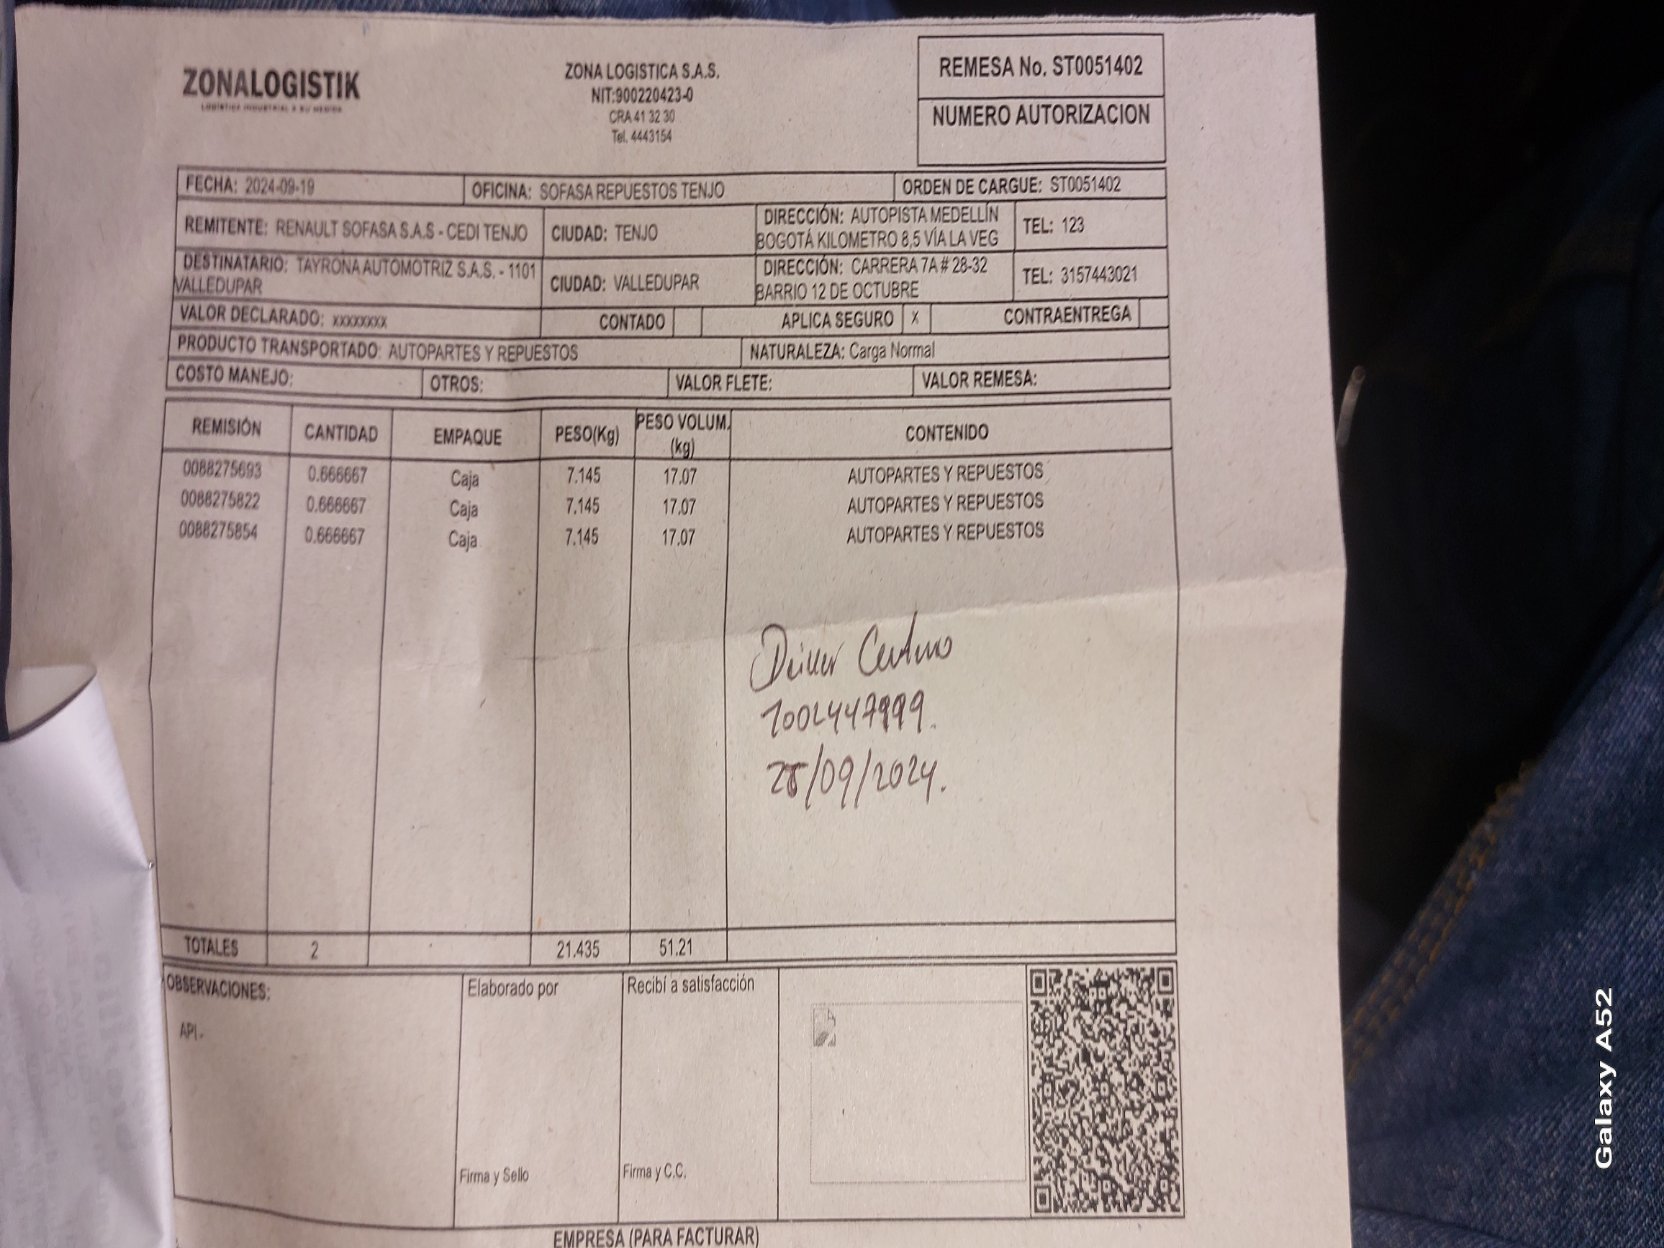 ZONALOGISTIK
LOGÍSTICA INDUSTRIAL A SU MEDIDA
ZONA LOGISTICA S.A.S.
NIT:900220423-0
CRA 41 32 30
Tel. 4443154
REMESA No. ST0051402
NUMERO AUTORIZACION
FECHA: 2024-09-19 OFICINA: SOFASA REPUESTOS TENJO ORDEN DE CARGUE: ST0051402
REMITENTE: RENAULT SOFASA S.A.S - CEDI TENJO CIUDAD: TENJO DIRECCIÓN: AUTOPISTA MEDELLÍN BOGOTÁ KILOMETRO 8,5 VÍA LA VEG TEL: 123
DESTINATARIO: TAYRONA AUTOMOTRIZ S.A.S. - 1101 VALLEDUPAR CIUDAD: VALLEDUPAR DIRECCIÓN: CARRERA 7A # 28-32 BARRIO 12 DE OCTUBRE TEL: 3157443021
VALOR DECLARADO: xxxxxxxx CONTADO APLICA SEGURO X CONTRAENTREGA
PRODUCTO TRANSPORTADO: AUTOPARTES Y REPUESTOS NATURALEZA: Carga Normal
COSTO MANEJO: OTROS: VALOR FLETE: VALOR REMESA:
REMISIÓN CANTIDAD EMPAQUE PESO(Kg) PESO VOLUM. (kg) CONTENIDO
0088275693 0.666667 Caja 7.145 17.07 AUTOPARTES Y REPUESTOS
0088275822 0.666667 Caja 7.145 17.07 AUTOPARTES Y REPUESTOS
0088275854 0.666667 Caja 7.145 17.07 AUTOPARTES Y REPUESTOS
/09/2024.
TOTALES 2 21.435 51.21
OBSERVACIONES: Elaborado por Recibí a satisfacción
API-
Firma y Sello Firma y C.C.
EMPRESA (PARA FACTURAR)
Galaxy A52